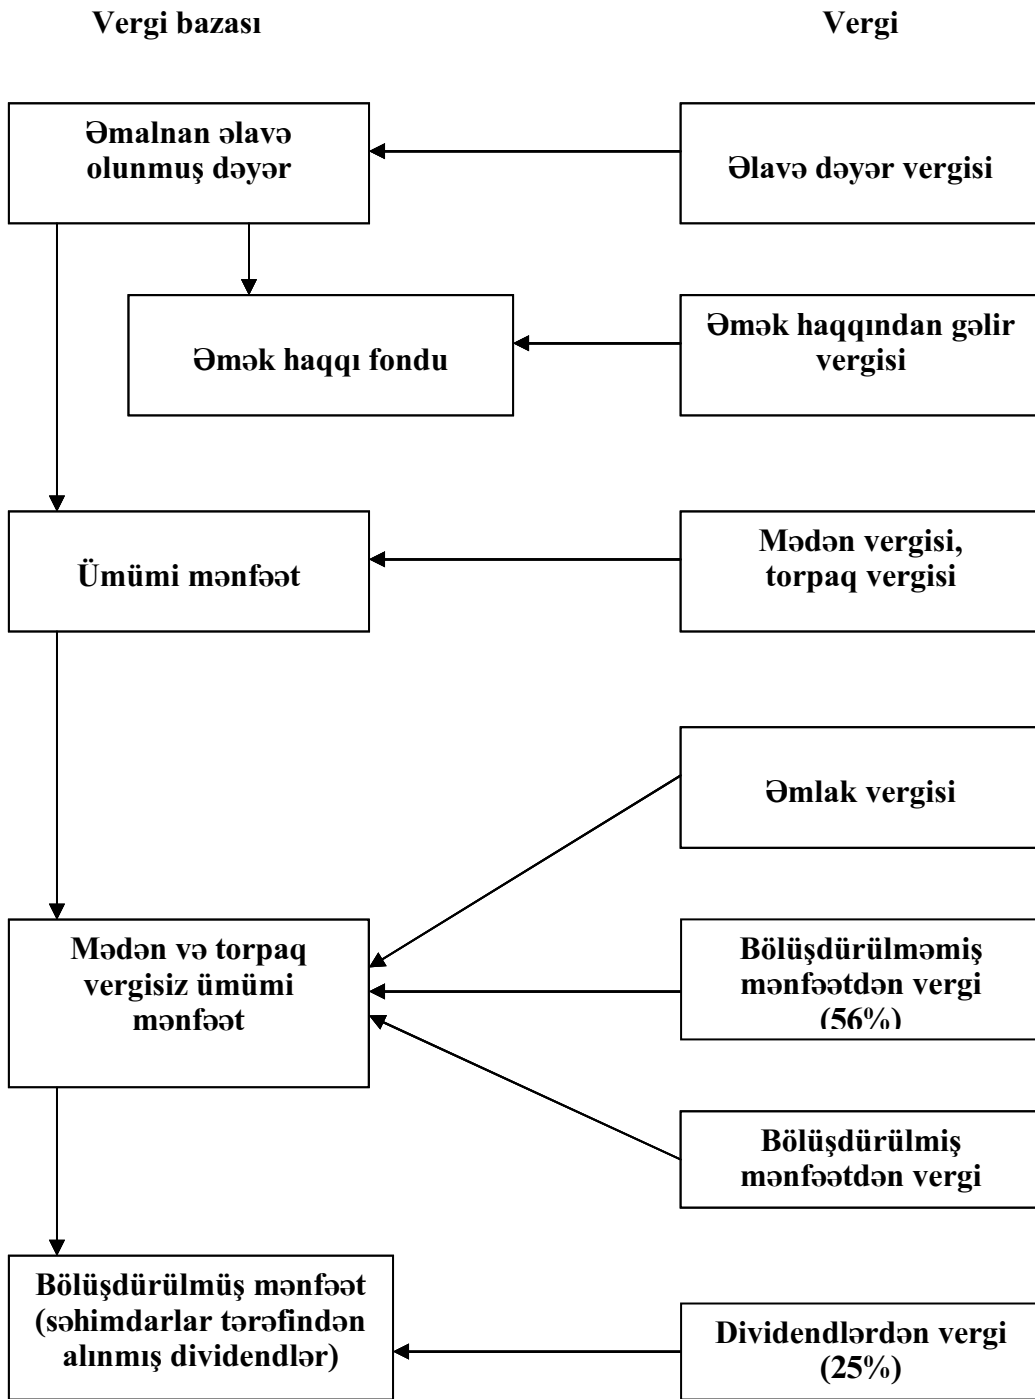 Vergi bazası
Vergi
Əmalnan əlavə
olunmuş dəyər
Əlavə dəyər vergisi
Əmək haqqı fondu
Əmək haqqından gəlir
vergisi
Ümümi mənfəət
Mədən vergisi,
torpaq vergisi
Əmlak vergisi
Mədən və torpaq
vergisiz ümümi
mənfəət
Bölüşdürülməmiş
mənfəətdən vergi
(56%)
Bölüşdürülmiş
mənfəətdən vergi
Bölüşdürülmüş mənfəət
(səhimdarlar tərəfindən
alınmış dividendlər)
Dividendlərdən vergi
(25%)